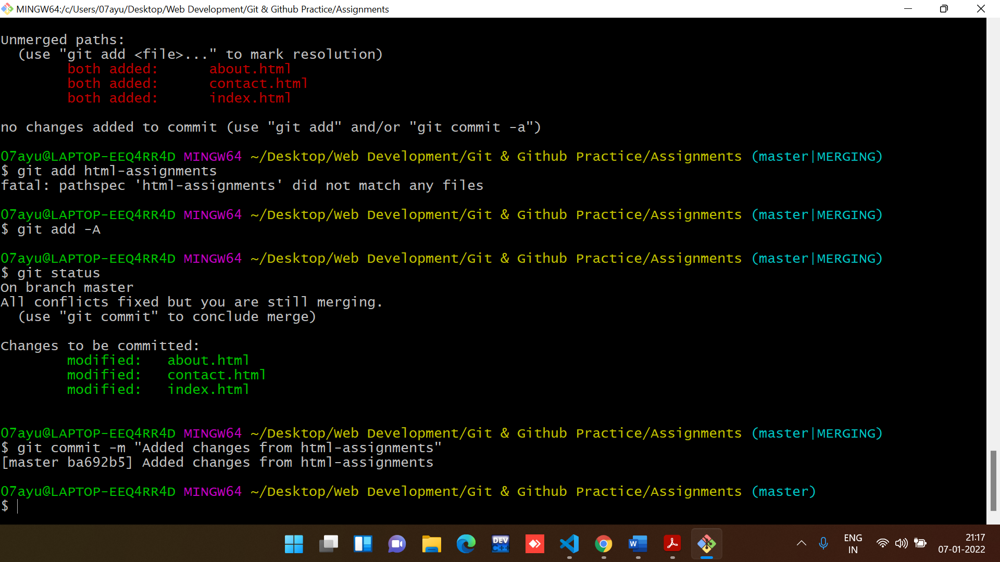 MINGW64:/c/Users/07ayu/Desktop/Web Development/Git & Github Practice/Assignments
Unmerged paths:
  (use "git add <file>..." to mark resolution)
        both added:      about.html
        both added:      contact.html
        both added:      index.html
no changes added to commit (use "git add" and/or "git commit -a")
07ayu@LAPTOP-EEQ4RR4D MINGW64 ~/Desktop/Web Development/Git & Github Practice/Assignments (master|MERGING)
$ git add html-assignments
fatal: pathspec 'html-assignments' did not match any files
07ayu@LAPTOP-EEQ4RR4D MINGW64 ~/Desktop/Web Development/Git & Github Practice/Assignments (master|MERGING)
$ git add -A
07ayu@LAPTOP-EEQ4RR4D MINGW64 ~/Desktop/Web Development/Git & Github Practice/Assignments (master|MERGING)
$ git status
On branch master
All conflicts fixed but you are still merging.
  (use "git commit" to conclude merge)
Changes to be committed:
        modified:   about.html
        modified:   contact.html
        modified:   index.html
07ayu@LAPTOP-EEQ4RR4D MINGW64 ~/Desktop/Web Development/Git & Github Practice/Assignments (master|MERGING)
$ git commit -m "Added changes from html-assignments"
[master ba692b5] Added changes from html-assignments
07ayu@LAPTOP-EEQ4RR4D MINGW64 ~/Desktop/Web Development/Git & Github Practice/Assignments (master)
$
DEV
C++
W
ENG
IN
21:17
07-01-2022